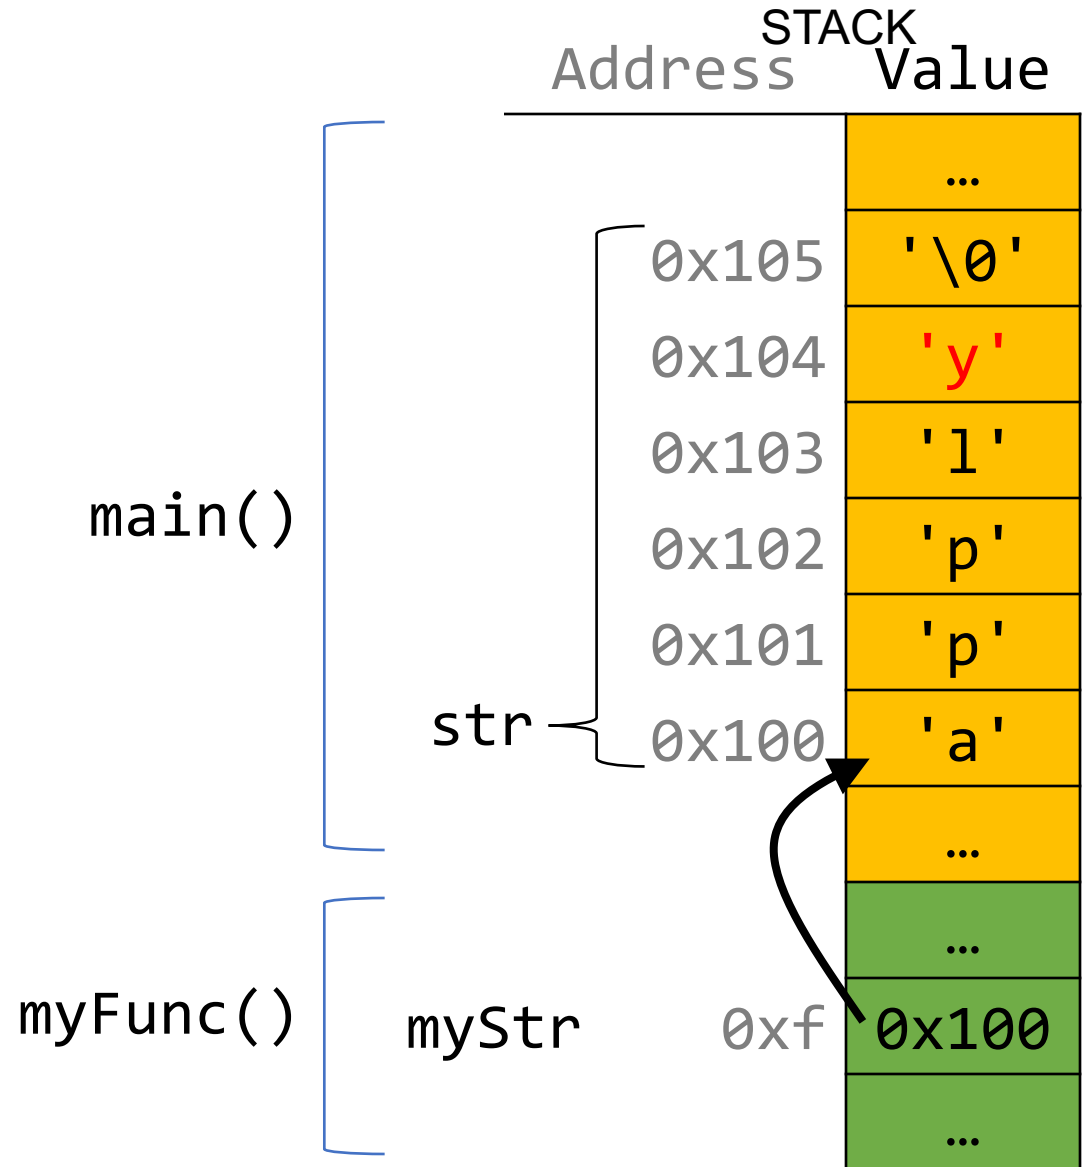 STACK
Address Value
…
0x105 '\0'
0x104 'y'
0x103 'l'
main() 0x102 'p'
0x101 'p'
str 0x100 'a'
…
…
myFunc() myStr 0xf 0x100
…